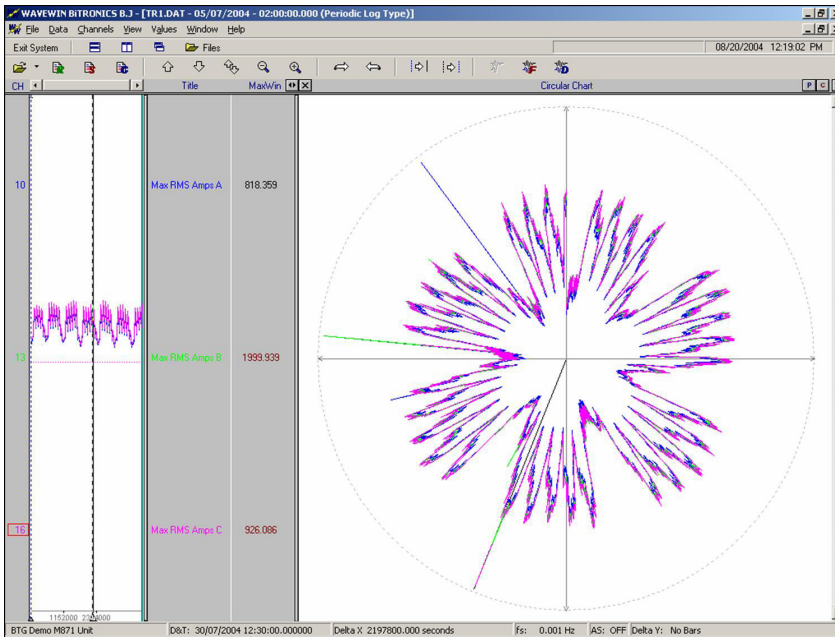 WAVEWIN BiTRONICS B.J - [TR1.DAT - 05/07/2004 - 02:00:00.000 (Periodic Log Type)]
File Data Channels View Values Window Help
Exit System Files 08/20/2004 12:19:02 PM
CH Title MaxWin Circular Chart P C
10 Max RMS Amps A 818.359
13 Max RMS Amps B 1999.939
16 Max RMS Amps C 926.086
1152000
BTG Demo M871 Unit D&T: 30/07/2004 12:30:00.000000 Delta X 2197800.000 seconds fs: 0.001 Hz AS: OFF Delta Y: No Bars